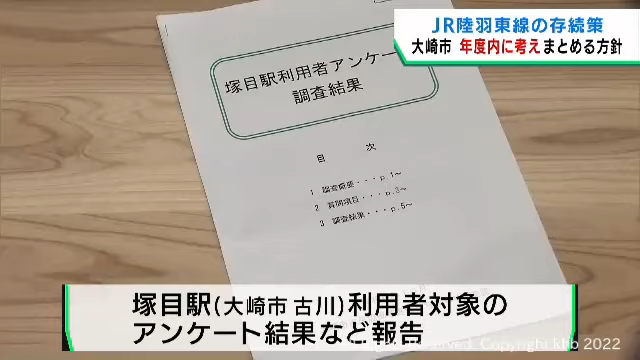 JR陸羽東線の存続策
大崎市 年度内に考えまとめる方針
塚目駅利用者アンケー
調査結果
目 次
1 調査概要・・・p.1～
2 質問項目・・・p.3～
3 調査結果・・・p.5～
塚目駅(大崎市 古川)利用者対象の
アンケート結果など報告
served. Copyright khb 2022